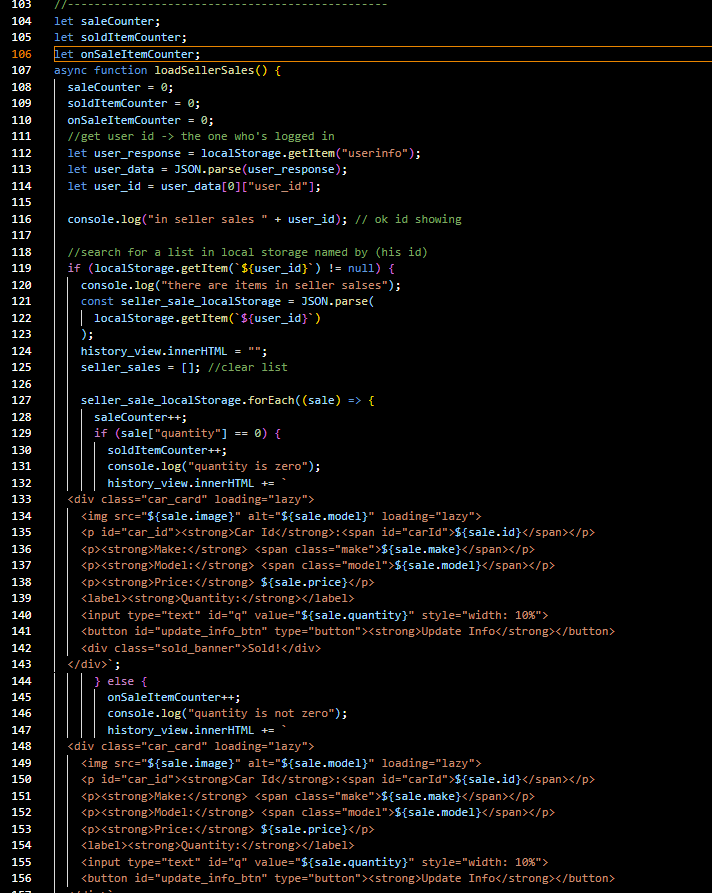 103 //------------------------------------------------
104 let saleCounter;
105 let soldItemCounter;
106 let onSaleItemCounter;
107 async function loadSellerSales() {
108 saleCounter = 0;
109 soldItemCounter = 0;
110 onSaleItemCounter = 0;
111 //get user id -> the one who's logged in
112 let user_response = localStorage.getItem("userinfo");
113 let user_data = JSON.parse(user_response);
114 let user_id = user_data[0]["user_id"];
115
116 console.log("in seller sales " + user_id); // ok id showing
117
118 //search for a list in local storage named by (his id)
119 if (localStorage.getItem(`${user_id}`) != null) {
120 console.log("there are items in seller salses");
121 const seller_sale_localStorage = JSON.parse(
122 localStorage.getItem(`${user_id}`)
123 );
124 history_view.innerHTML = "";
125 seller_sales = []; //clear list
126
127 seller_sale_localStorage.forEach((sale) => {
128 saleCounter++;
129 if (sale["quantity"] == 0) {
130 soldItemCounter++;
131 console.log("quantity is zero");
132 history_view.innerHTML += `
133 <div class="car_card" loading="lazy">
134 <img src="${sale.image}" alt="${sale.model}" loading="lazy">
135 <p id="car_id"><strong>Car Id</strong>:<span id="carId">${sale.id}</span></p>
136 <p><strong>Make:</strong> <span class="make">${sale.make}</span></p>
137 <p><strong>Model:</strong> <span class="model">${sale.model}</span></p>
138 <p><strong>Price:</strong> ${sale.price}</p>
139 <label><strong>Quantity:</strong></label>
140 <input type="text" id="q" value="${sale.quantity}" style="width: 10%">
141 <button id="update_info_btn" type="button"><strong>Update Info</strong></button>
142 <div class="sold_banner">Sold!</div>
143 </div>`;
144 } else {
145 onSaleItemCounter++;
146 console.log("quantity is not zero");
147 history_view.innerHTML += `
148 <div class="car_card" loading="lazy">
149 <img src="${sale.image}" alt="${sale.model}" loading="lazy">
150 <p id="car_id"><strong>Car Id</strong>:<span id="carId">${sale.id}</span></p>
151 <p><strong>Make:</strong> <span class="make">${sale.make}</span></p>
152 <p><strong>Model:</strong> <span class="model">${sale.model}</span></p>
153 <p><strong>Price:</strong> ${sale.price}</p>
154 <label><strong>Quantity:</strong></label>
155 <input type="text" id="q" value="${sale.quantity}" style="width: 10%">
156 <button id="update_info_btn" type="button"><strong>Update Info</strong></button>